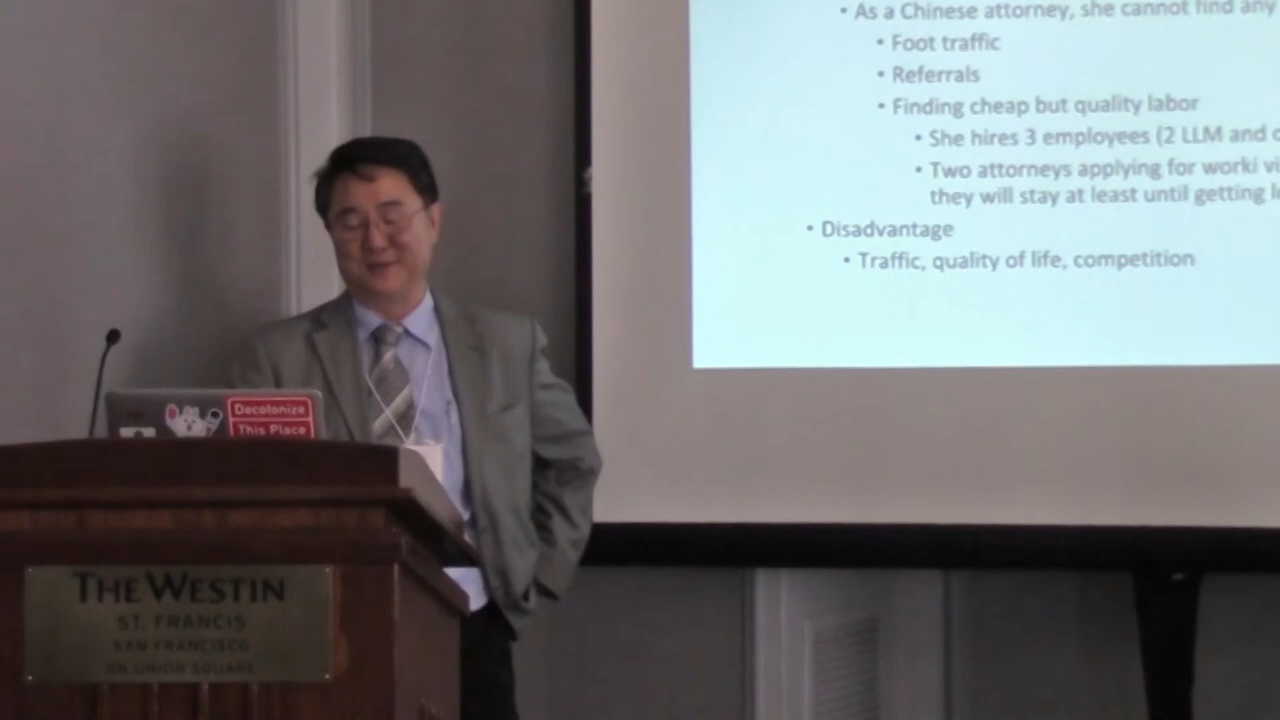 • As a Chinese attorney, she cannot find any
• Foot traffic
• Referrals
• Finding cheap but quality labor
• She hires 3 employees (2 LLM and
• Two attorneys applying for worki
they will stay at least until getting
• Disadvantage
• Traffic, quality of life, competition
Decolonize
This Place
THE WESTIN
ST. FRANCIS
SAN FRANCISCO
ON UNION SQUARE